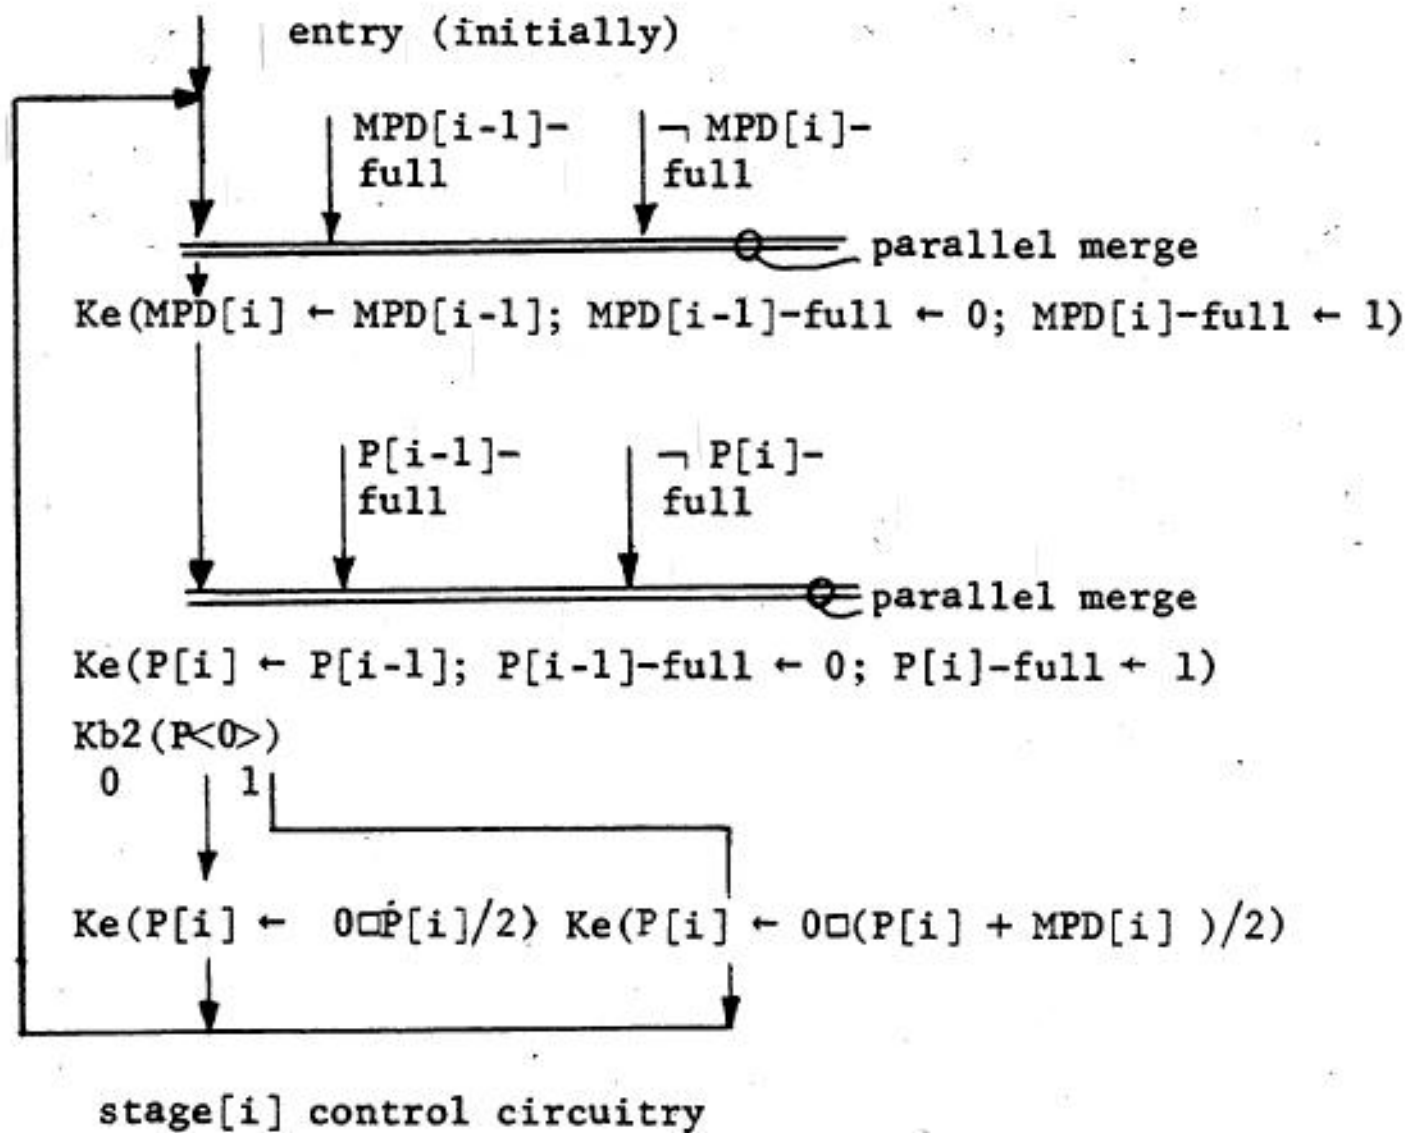 entry (initially)
MPD[i-1]-
full
¬ MPD[i]-
full
parallel merge
Ke(MPD[i] ← MPD[i-1]; MPD[i-1]-full ← 0; MPD[i]-full ← 1)
P[i-1]-
full
¬ P[i]-
full
parallel merge
Ke(P[i] ← P[i-1]; P[i-1]-full ← 0; P[i]-full ← 1)
Kb2(P<0>)
0 1
Ke(P[i] ← 0□P[i]/2) Ke(P[i] ← 0□(P[i] + MPD[i] )/2)
stage[i] control circuitry